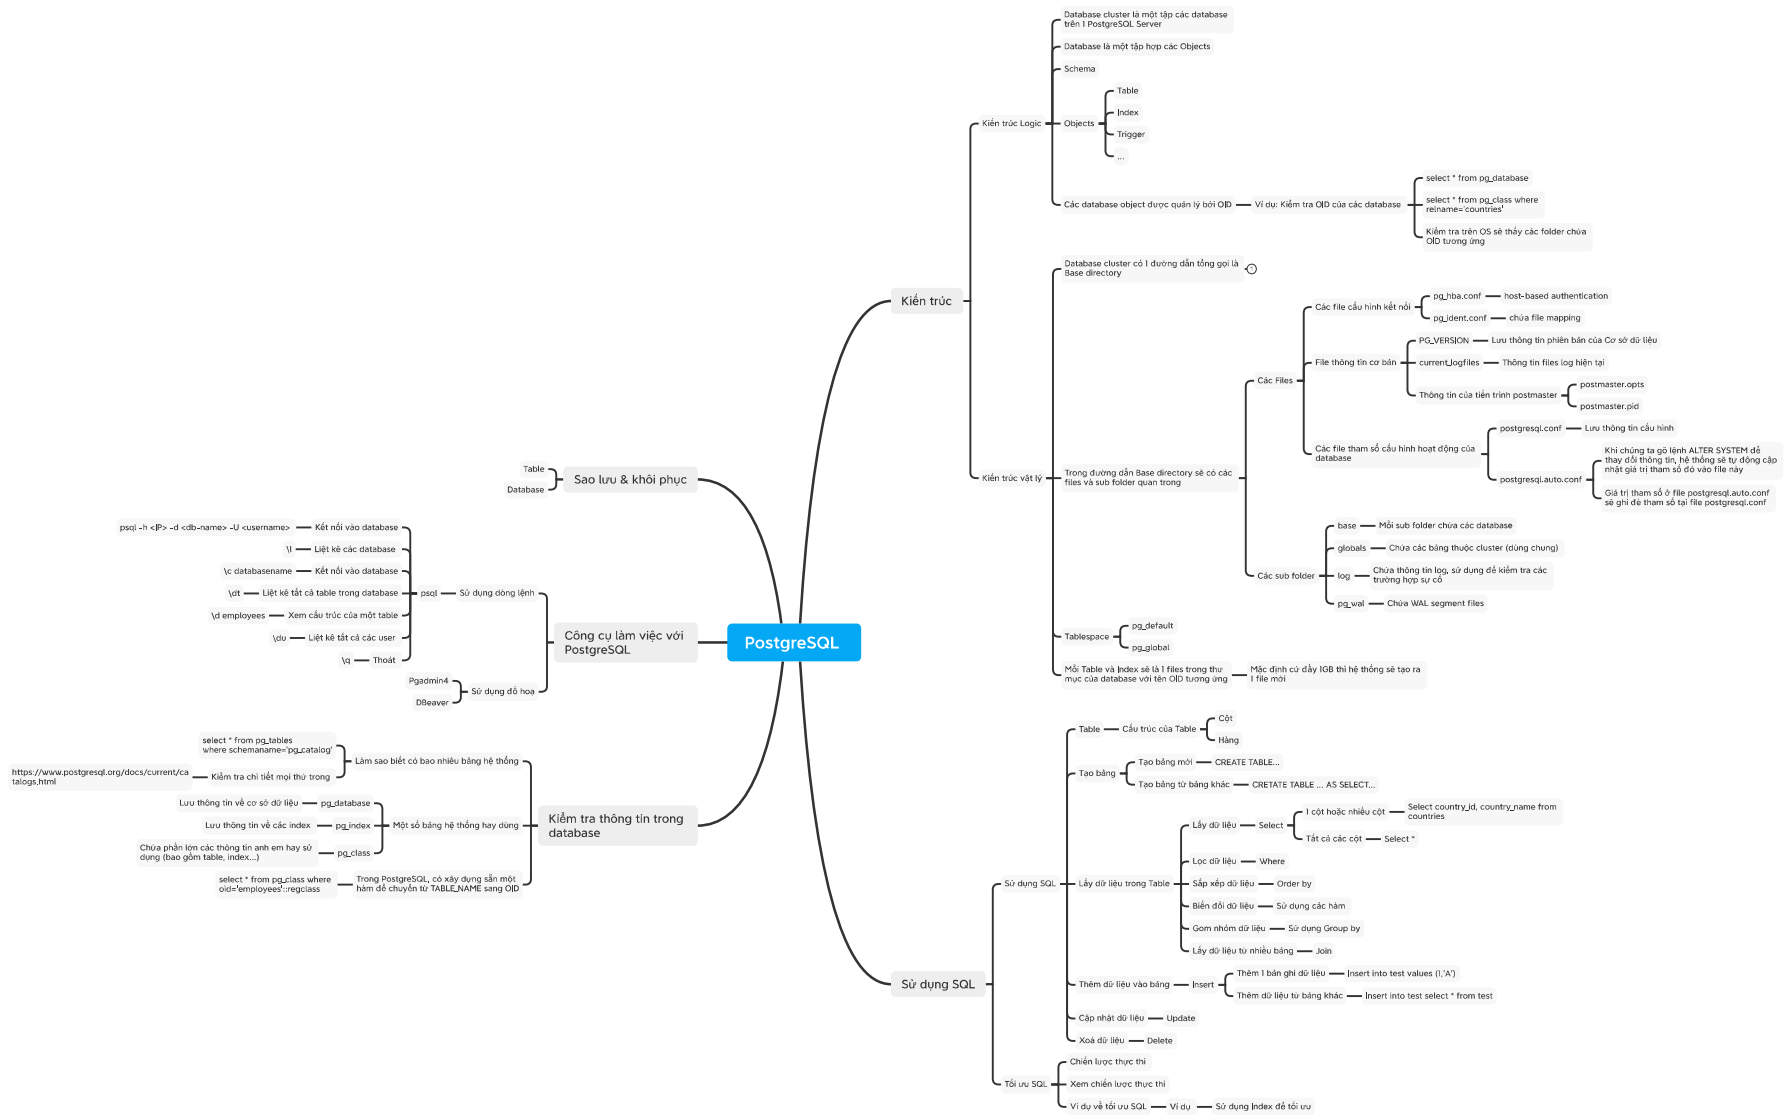 PostgreSQL
Kiến trúc
Kiến trúc Logic
Database cluster là một tập các database
trên 1 PostgreSQL Server
Database là một tập hợp các Objects
Schema
Objects
Table
Index
Trigger
...
Các database object được quản lý bởi OID
Ví dụ: Kiểm tra OID của các database
select * from pg_database
select * from pg_class where
relname='countries'
Kiểm tra trên OS sẽ thấy các folder chứa
OID tương ứng
Kiến trúc vật lý
Database cluster có 1 đường dẫn tổng gọi là
Base directory
Trong đường dẫn Base directory sẽ có các
files và sub folder quan trong
Các Files
Các file cấu hình kết nối
pg_hba.conf
host-based authentication
pg_ident.conf
chứa file mapping
File thông tin cơ bản
PG_VERSION
Lưu thông tin phiên bản của Cơ sở dữ liệu
current_logfiles
Thông tin files log hiện tại
Thông tin của tiến trình postmaster
postmaster.opts
postmaster.pid
Các file tham số cấu hình hoạt động của
database
postgresql.conf
Lưu thông tin cấu hình
postgresql.auto.conf
Khi chúng ta gõ lệnh ALTER SYSTEM để
thay đổi thông tin, hệ thống sẽ tự động cập
nhật giá trị tham số đó vào file này
Giá trị tham số ở file postgresql.auto.conf
sẽ ghi đè tham số tại file postgresql.conf
Các sub folder
base
Mỗi sub folder chứa các database
globals
Chứa các bảng thuộc cluster (dùng chung)
log
Chứa thông tin log, sử dụng để kiểm tra các
trường hợp sự cố
pg_wal
Chứa WAL segment files
Tablespace
pg_default
pg_global
Mỗi Table và Index sẽ là 1 files trong thư
mục của database với tên OID tương ứng
Mặc định cứ đầy 1GB thì hệ thống sẽ tạo ra
1 file mới
Sử dụng SQL
Sử dụng SQL
Table
Cấu trúc của Table
Cột
Hàng
Tạo bảng
Tạo bảng mới
CREATE TABLE...
Tạo bảng từ bảng khác
CRETATE TABLE ... AS SELECT...
Lấy dữ liệu trong Table
Lấy dữ liệu
Select
1 cột hoặc nhiều cột
Select country_id, country_name from
countries
Tất cả các cột
Select *
Lọc dữ liệu
Where
Sắp xếp dữ liệu
Order by
Biến đổi dữ liệu
Sử dụng các hàm
Gom nhóm dữ liệu
Sử dụng Group by
Lấy dữ liệu từ nhiều bảng
Join
Thêm dữ liệu vào bảng
Insert
Thêm 1 bản ghi dữ liệu
Insert into test values (1,'A')
Thêm dữ liệu từ bảng khác
Insert into test select * from test
Cập nhật dữ liệu
Update
Xoá dữ liệu
Delete
Tối ưu SQL
Chiến lược thực thi
Xem chiến lược thực thi
Ví dụ về tối ưu SQL
Ví dụ
Sử dụng Index để tối ưu
Sao lưu & khôi phục
Table
Database
Công cụ làm việc với
PostgreSQL
Sử dụng dòng lệnh
psql
Kết nối vào database
psql -h <IP> -d <db-name> -U <username>
Liệt kê các database
\l
Kết nối vào database
\c databasename
Liệt kê tất cả table trong database
\dt
Xem cấu trúc của một table
\d employees
Liệt kê tất cả các user
\du
Thoát
\q
Sử dụng đồ hoạ
Pgadmin4
DBeaver
Kiểm tra thông tin trong
database
Làm sao biết có bao nhiêu bảng hệ thống
select * from pg_tables
where schemaname='pg_catalog'
Kiểm tra chi tiết mọi thứ trong
https://www.postgresql.org/docs/current/ca
talogs.html
Một số bảng hệ thống hay dùng
pg_database
Lưu thông tin về cơ sở dữ liệu
pg_index
Lưu thông tin về các index
pg_class
Chứa phần lớn các thông tin anh em hay sử
dụng (bao gồm table, index...)
Trong PostgreSQL, có xây dựng sẵn một
hàm để chuyển từ TABLE_NAME sang OID
select * from pg_class where
oid='employees'::regclass